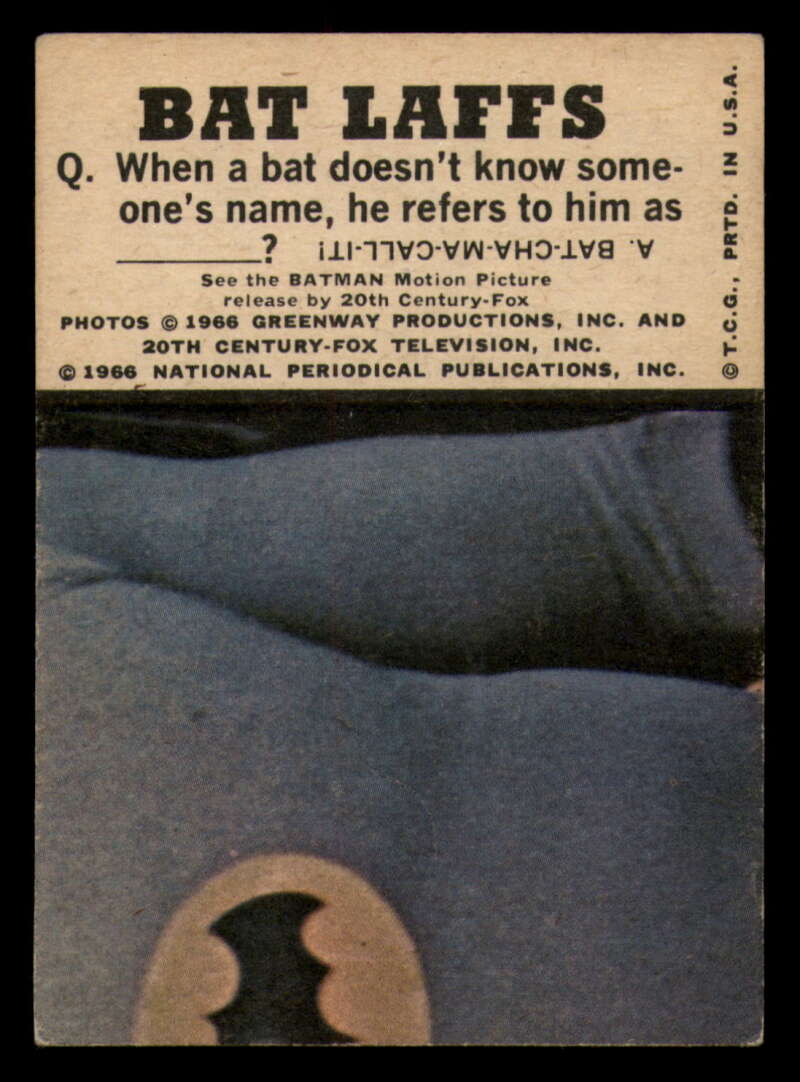 BAT LAFFS
Q. When a bat doesn't know some-
one's name, he refers to him as
________?
A. BAT-CHA-MA-CALL-IT!
See the BATMAN Motion Picture
release by 20th Century-Fox
PHOTOS © 1966 GREENWAY PRODUCTIONS, INC. AND
20TH CENTURY-FOX TELEVISION, INC.
© 1966 NATIONAL PERIODICAL PUBLICATIONS, INC.
© T.C.G., PRTD. IN U.S.A.